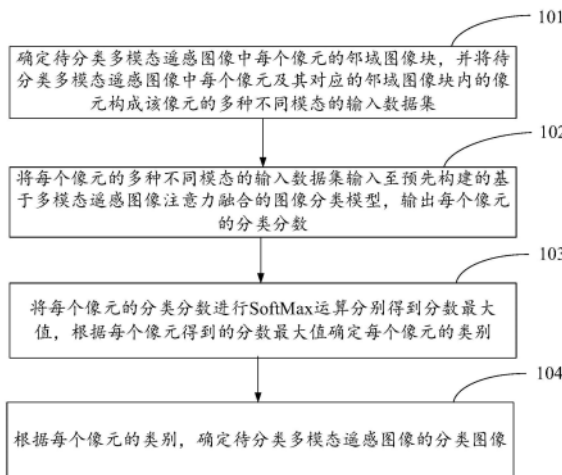 101
确定待分类多模态遥感图像中每个像元的邻域图像块，并将待
分类多模态遥感图像中每个像元及其对应的邻域图像块内的像
元构成该像元的多种不同模态的输入数据集
102
将每个像元的多种不同模态的输入数据集输入至预先构建的基
于多模态遥感图像注意力融合的图像分类模型，输出每个像元
的分类分数
103
将每个像元的分类分数进行SoftMax运算分别得到分数最大
值，根据每个像元得到的分数最大值确定每个像元的类别
104
根据每个像元的类别，确定待分类多模态遥感图像的分类图像